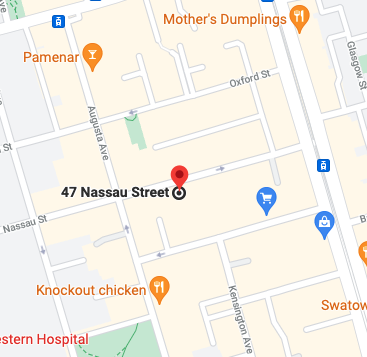 Mother's Dumplings
Pamenar
Glasgow St
Oxford St
Augusta Ave
St
47 Nassau Street
Nassau St
B
Knockout chicken
Kensington Ave
Swatow
estern Hospital